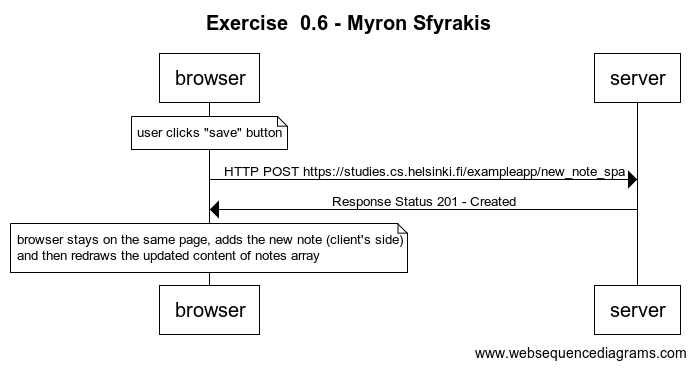 Exercise  0.6 - Myron Sfyrakis
browser
server
user clicks "save" button
HTTP POST https://studies.cs.helsinki.fi/exampleapp/new_note_spa
Response Status 201 - Created
browser stays on the same page, adds the new note (client's side)
and then redraws the updated content of notes array
browser
server
www.websequencediagrams.com